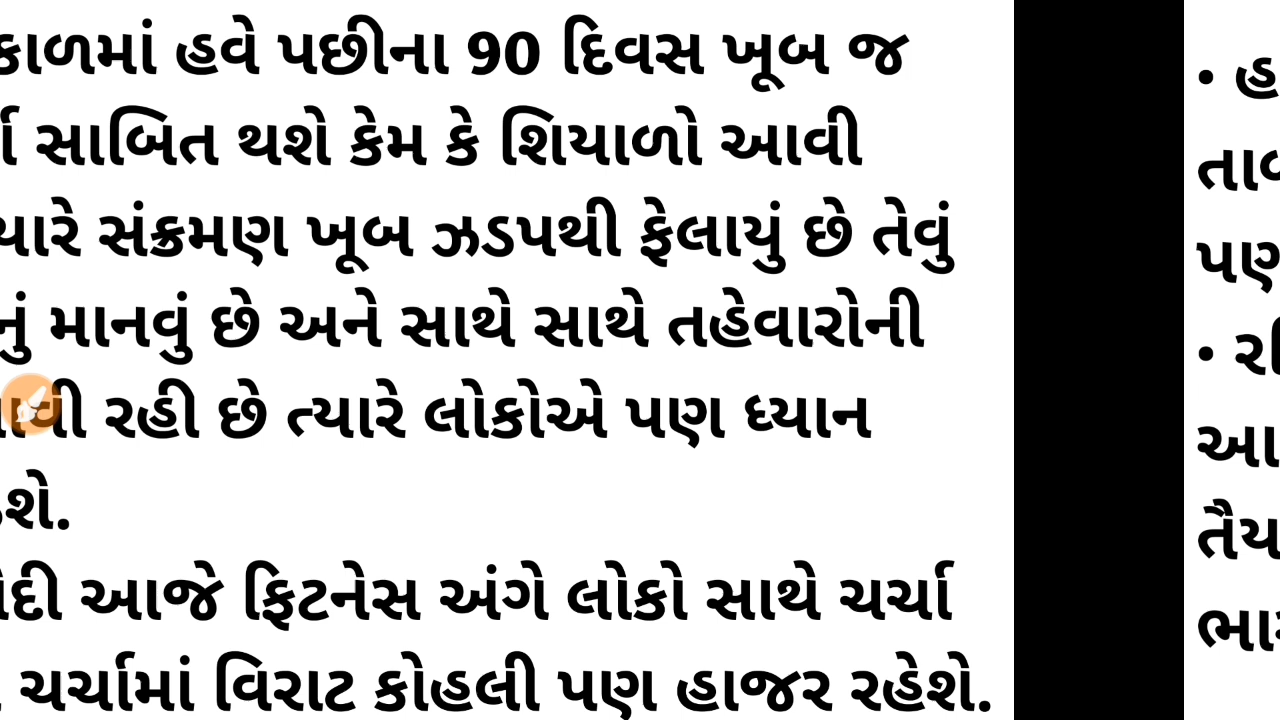 કાળમાં હવે પછીના 90 દિવસ ખૂબ જ
સાબિત થશે કેમ કે શિયાળો આવી
સંક્રમણ ખૂબ ઝડપથી ફેલાયું છે તેવું
માનવું છે અને સાથે સાથે તહેવારોની
રહી છે ત્યારે લોકોએ પણ ધ્યાન
આજે ફિટનેસ અંગે લોકો સાથે ચર્ચા
ચર્ચામાં વિરાટ કોહલી પણ હાજર રહેશે.
પણ